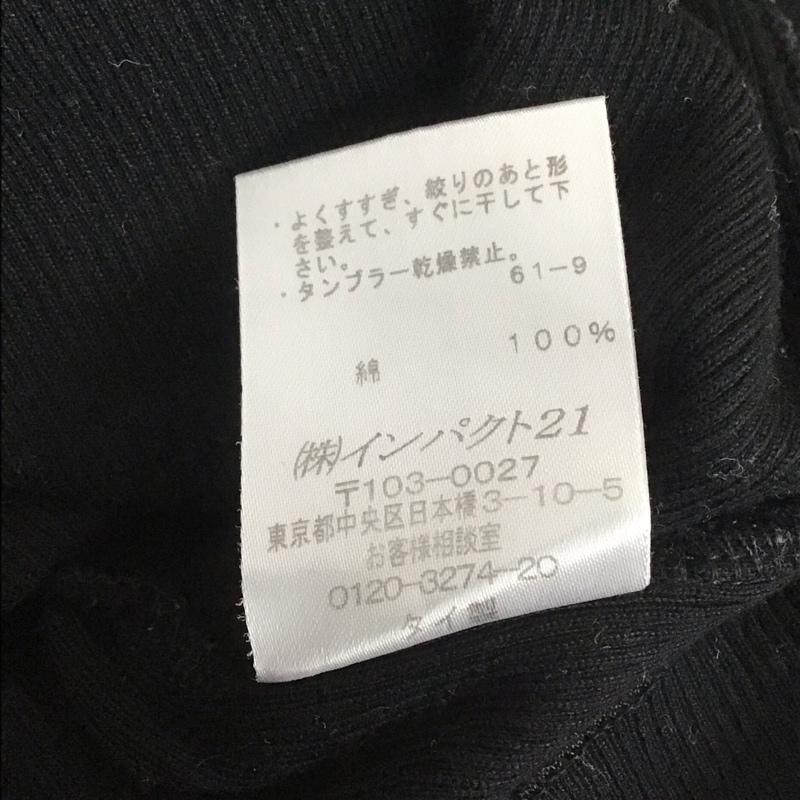 ・よくすすぎ、絞りのあと形
を整えて、すぐに干して下
さい。
・タンブラー乾燥禁止。
61-9
綿 100%
㈱インパクト21
〒103-0027
東京都中央区日本橋3-10-5
お客様相談室
0120-3274-20
タイ製